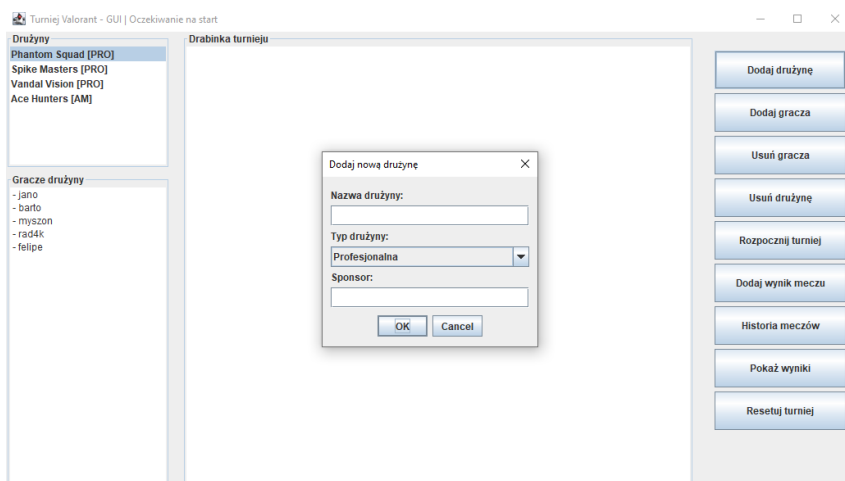 Turniej Valorant - GUI | Oczekiwanie na start
Drużyny
Phantom Squad [PRO]
Spike Masters [PRO]
Vandal Vision [PRO]
Ace Hunters [AM]
Gracze drużyny
- jano
- barto
- myszon
- rad4k
- felipe
Drabinka turnieju
Dodaj nową drużynę
Nazwa drużyny:
Typ drużyny:
Profesjonalna
Sponsor:
OK
Cancel
Dodaj drużynę
Dodaj gracza
Usuń gracza
Usuń drużynę
Rozpocznij turniej
Dodaj wynik meczu
Historia meczów
Pokaż wyniki
Resetuj turniej